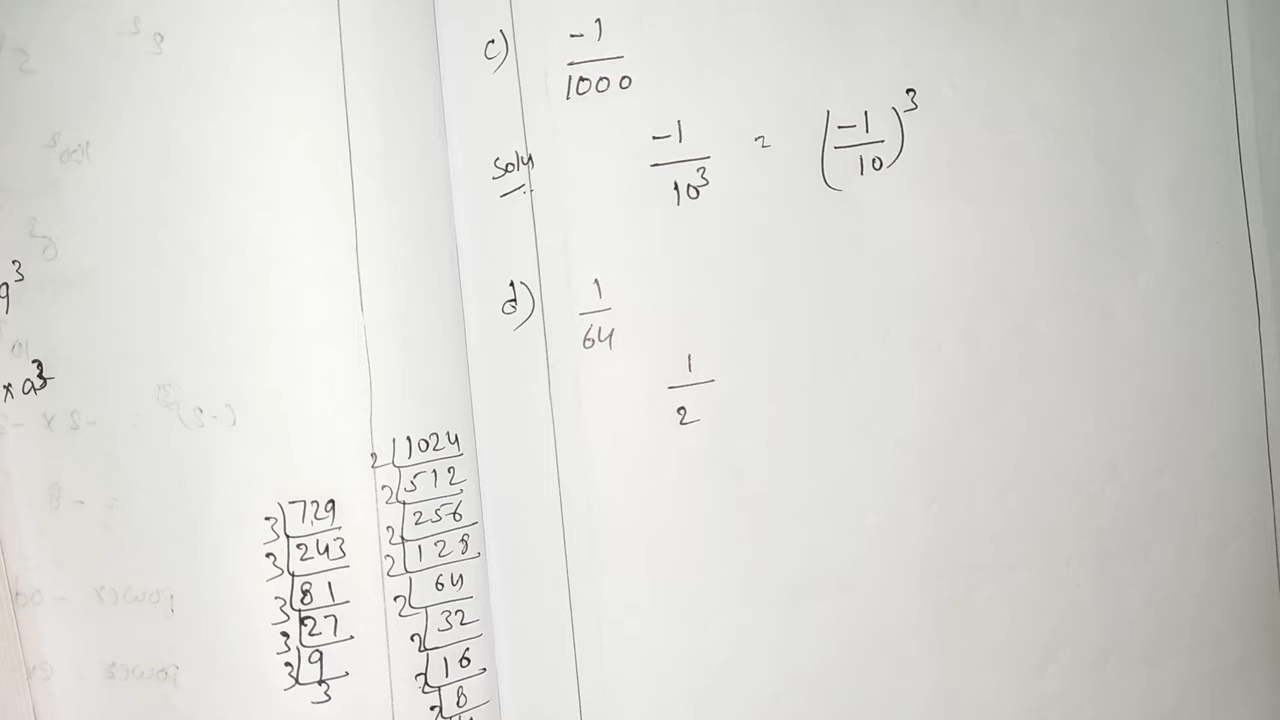 c) -1/1000
Soln -1/10³ = (-1/10)³
d) 1/64
1/2
9³
x a³
3 | 729
3 | 243
3 | 81
3 | 27
3 | 9
3
2 | 1024
2 | 512
2 | 256
2 | 128
2 | 64
2 | 32
2 | 16
2 | 8